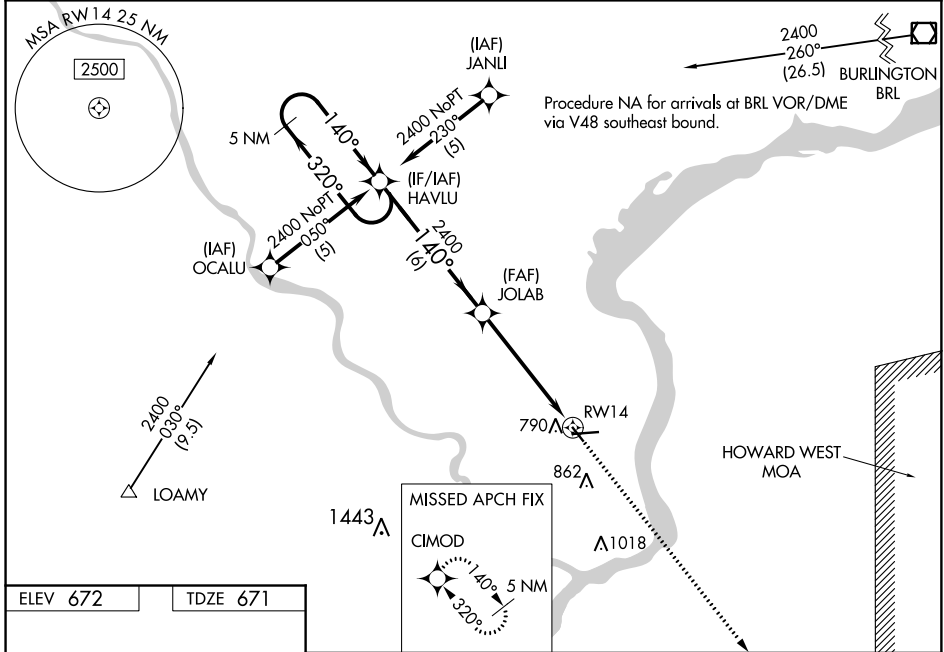 MSA RW14 25 NM
2500
(IAF)
JANLI
2400 NoPT
230°
(5)
2400
260°
(26.5)
BURLINGTON
BRL
Procedure NA for arrivals at BRL VOR/DME
via V48 southeast bound.
5 NM
140°
320°
(IF/IAF)
HAVLU
2400 NoPT
050°
(5)
(IAF)
OCALU
2400
140°
(6)
(FAF)
JOLAB
2400
030°
(9.5)
LOAMY
790
RW14
862
HOWARD WEST
MOA
1443
1018
MISSED APCH FIX
CIMOD
140°
320°
5 NM
ELEV 672
TDZE 671